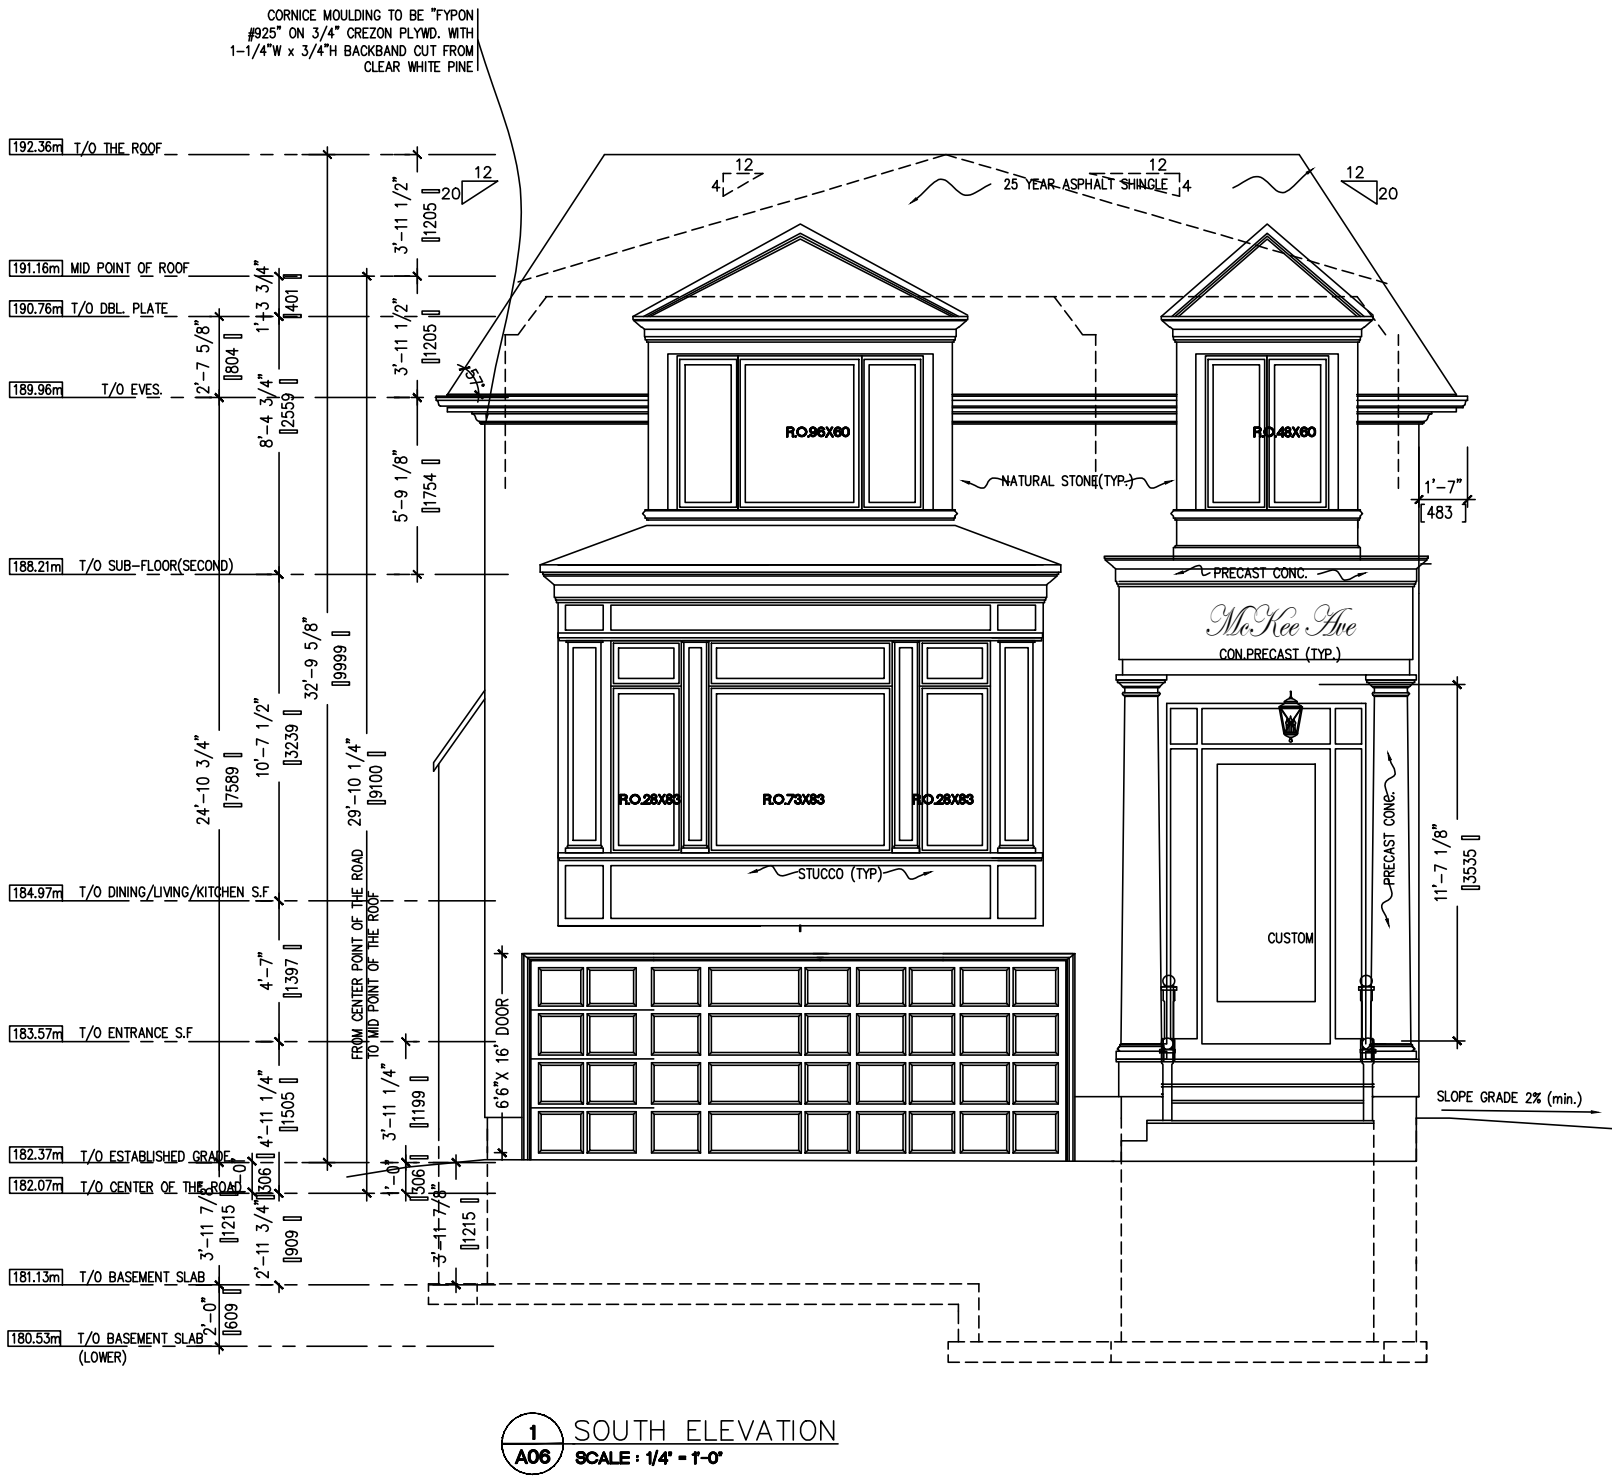 CORNICE MOULDING TO BE "FYPON
#925" ON 3/4" CREZON PLYWD. WITH
1-1/4"W x 3/4"H BACKBAND CUT FROM
CLEAR WHITE PINE
192.36m T/O THE ROOF
191.16m MID POINT OF ROOF
190.76m T/O DBL. PLATE
189.96m T/O EVES.
188.21m T/O SUB-FLOOR(SECOND)
184.97m T/O DINING/LIVING/KITCHEN S.F
183.57m T/O ENTRANCE S.F
182.37m T/O ESTABLISHED GRADE
182.07m T/O CENTER OF THE ROAD
181.13m T/O BASEMENT SLAB
180.53m T/O BASEMENT SLAB
(LOWER)
2'-7 5/8"
804
24'-10 3/4"
7589
3'-11 7/8"
1215
2'-0"
609
306
1'-3 3/4"
401
8'-4 3/4"
2559
10'-7 1/2"
3239
4'-7"
1397
4'-11 1/4"
1505
2'-11 3/4"
909
32'-9 5/8"
9999
29'-10 1/4"
9100
FROM CENTER POINT OF THE ROAD
TO MID POINT OF THE ROOF
3'-11 1/2"
1205
3'-11 1/2"
1205
5'-9 1/8"
1754
3'-11 1/4"
1199
1'-0"
306
3'-11 7/8"
1215
12
20
12
4
25 YEAR ASPHALT SHINGLE
12
4
12
20
57°
R.O.96X60
R.O.48X60
NATURAL STONE(TYP.)
1'-7"
483
PRECAST CONC.
McKee Ave
CON.PRECAST (TYP.)
R.O.28X83
R.O.73X83
R.O.28X83
STUCCO (TYP)
PRECAST CONC.
11'-7 1/8"
3535
CUSTOM
6'6"X 16' DOOR
SLOPE GRADE 2% (min.)
1
A06
SOUTH ELEVATION
SCALE : 1/4" = 1'-0"